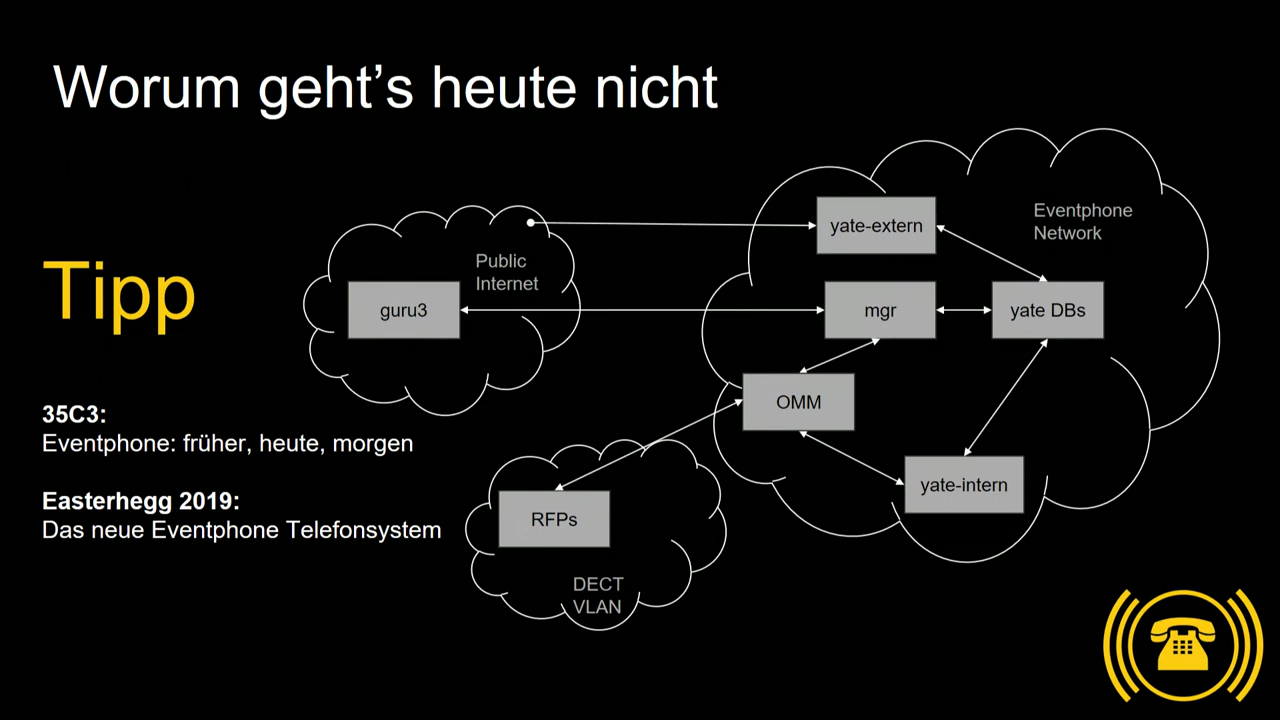 Worum geht’s heute nicht
Tipp
35C3:
Eventphone: früher, heute, morgen
Easterhegg 2019:
Das neue Eventphone Telefonsystem
Public
Internet
guru3
yate-extern
Eventphone
Network
mgr
yate DBs
OMM
yate-intern
RFPs
DECT
VLAN